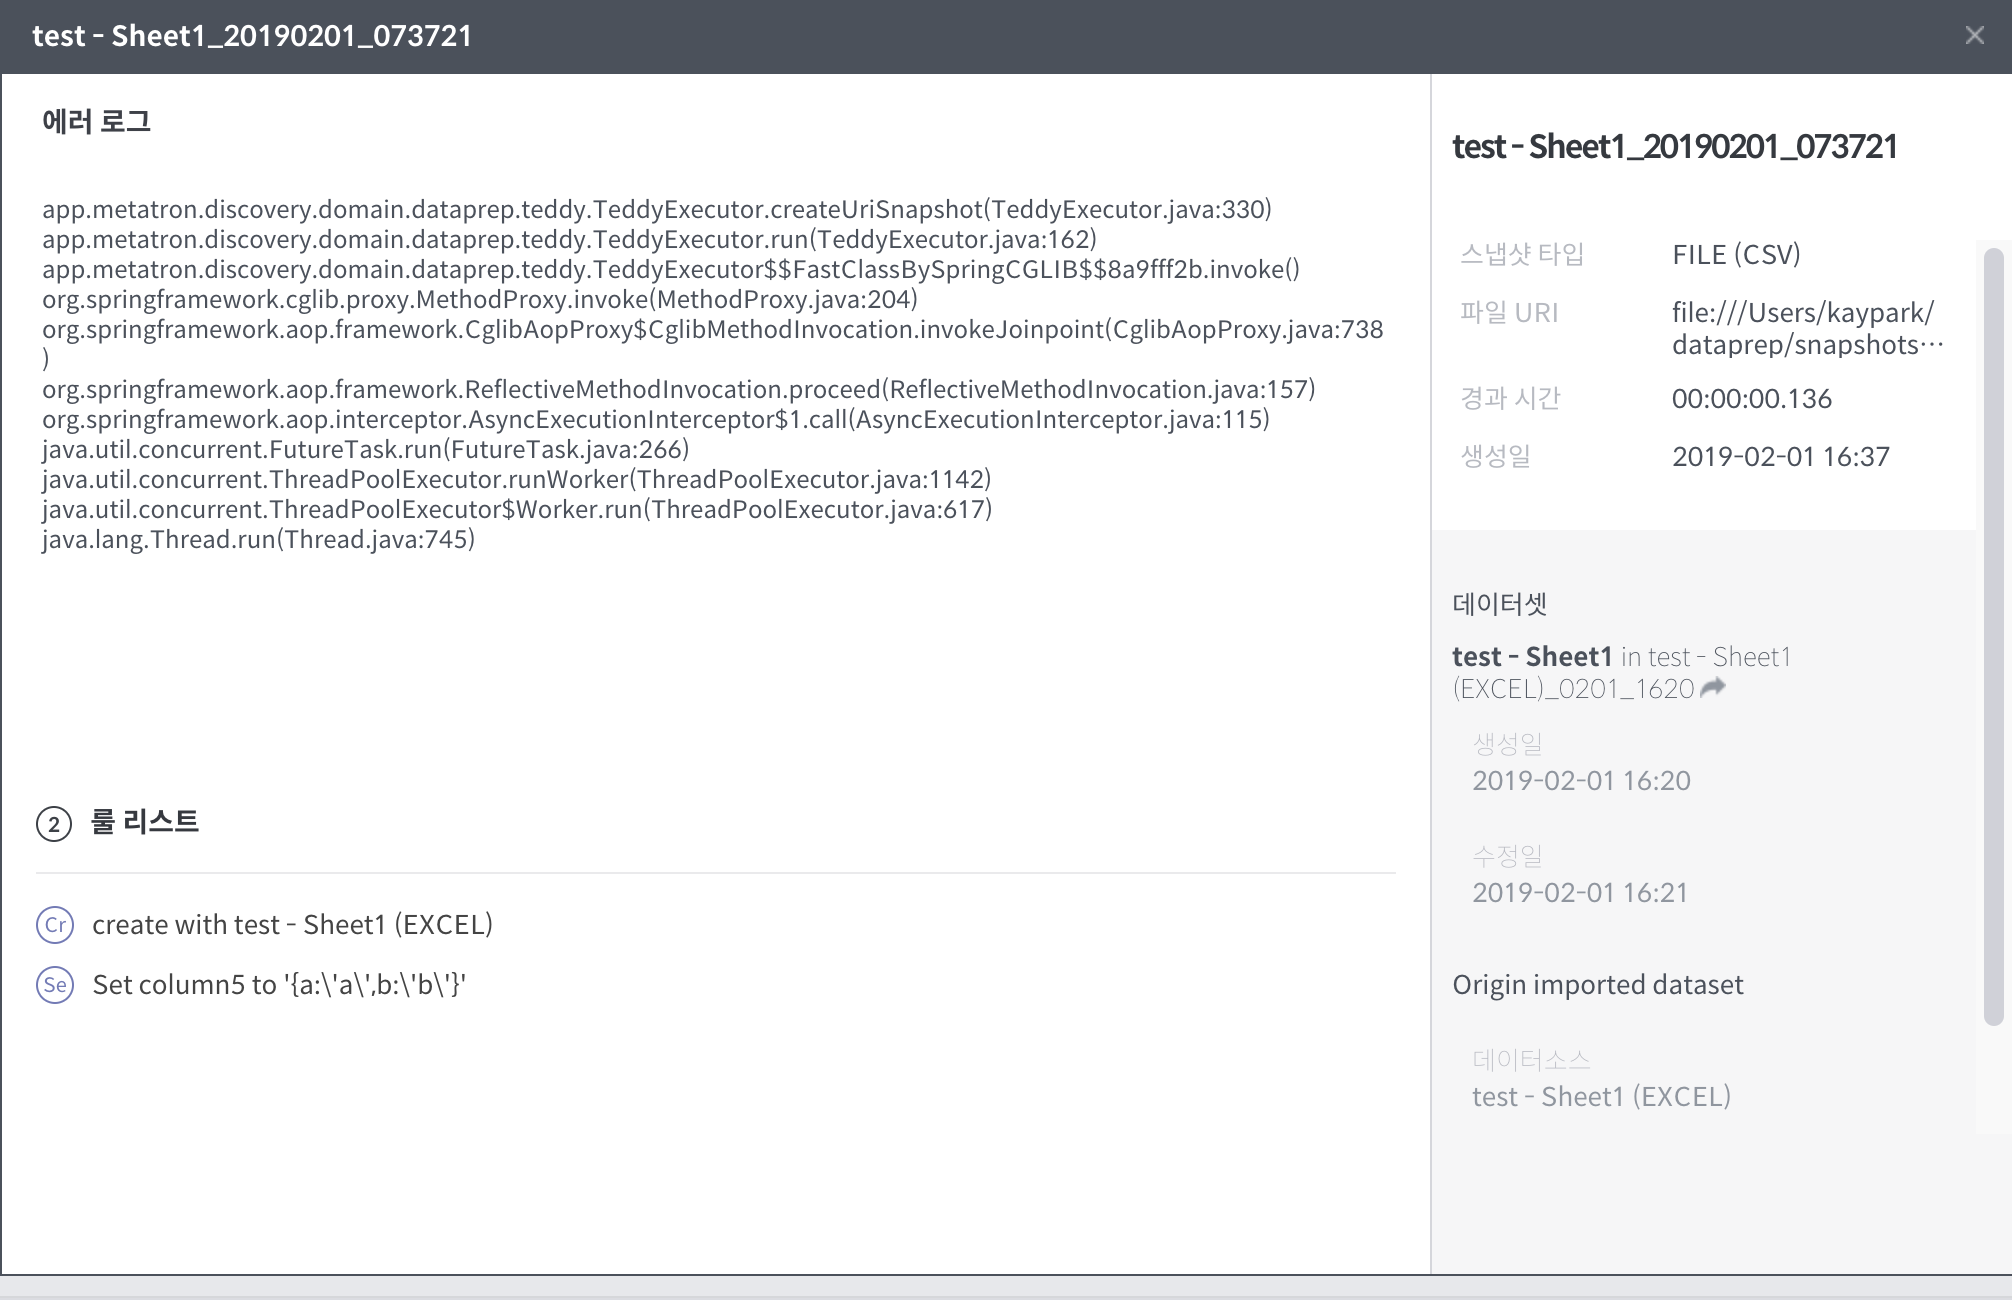 test - Sheet1_20190201_073721
에러 로그
app.metatron.discovery.domain.dataprep.teddy.TeddyExecutor.createUriSnapshot(TeddyExecutor.java:330)
app.metatron.discovery.domain.dataprep.teddy.TeddyExecutor.run(TeddyExecutor.java:162)
app.metatron.discovery.domain.dataprep.teddy.TeddyExecutor$$FastClassBySpringCGLIB$$8a9fff2b.invoke()
org.springframework.cglib.proxy.MethodProxy.invoke(MethodProxy.java:204)
org.springframework.aop.framework.CglibAopProxy$CglibMethodInvocation.invokeJoinpoint(CglibAopProxy.java:738
)
org.springframework.aop.framework.ReflectiveMethodInvocation.proceed(ReflectiveMethodInvocation.java:157)
org.springframework.aop.interceptor.AsyncExecutionInterceptor$1.call(AsyncExecutionInterceptor.java:115)
java.util.concurrent.FutureTask.run(FutureTask.java:266)
java.util.concurrent.ThreadPoolExecutor.runWorker(ThreadPoolExecutor.java:1142)
java.util.concurrent.ThreadPoolExecutor$Worker.run(ThreadPoolExecutor.java:617)
java.lang.Thread.run(Thread.java:745)
2 룰 리스트
Cr create with test - Sheet1 (EXCEL)
Se Set column5 to '{a:\'a\',b:\'b\'}'
test - Sheet1_20190201_073721
스냅샷 타입 FILE (CSV)
파일 URI file:///Users/kaypark/
dataprep/snapshots…
경과 시간 00:00:00.136
생성일 2019-02-01 16:37
데이터셋
test - Sheet1 in test - Sheet1
(EXCEL)_0201_1620
생성일
2019-02-01 16:20
수정일
2019-02-01 16:21
Origin imported dataset
데이터소스
test - Sheet1 (EXCEL)